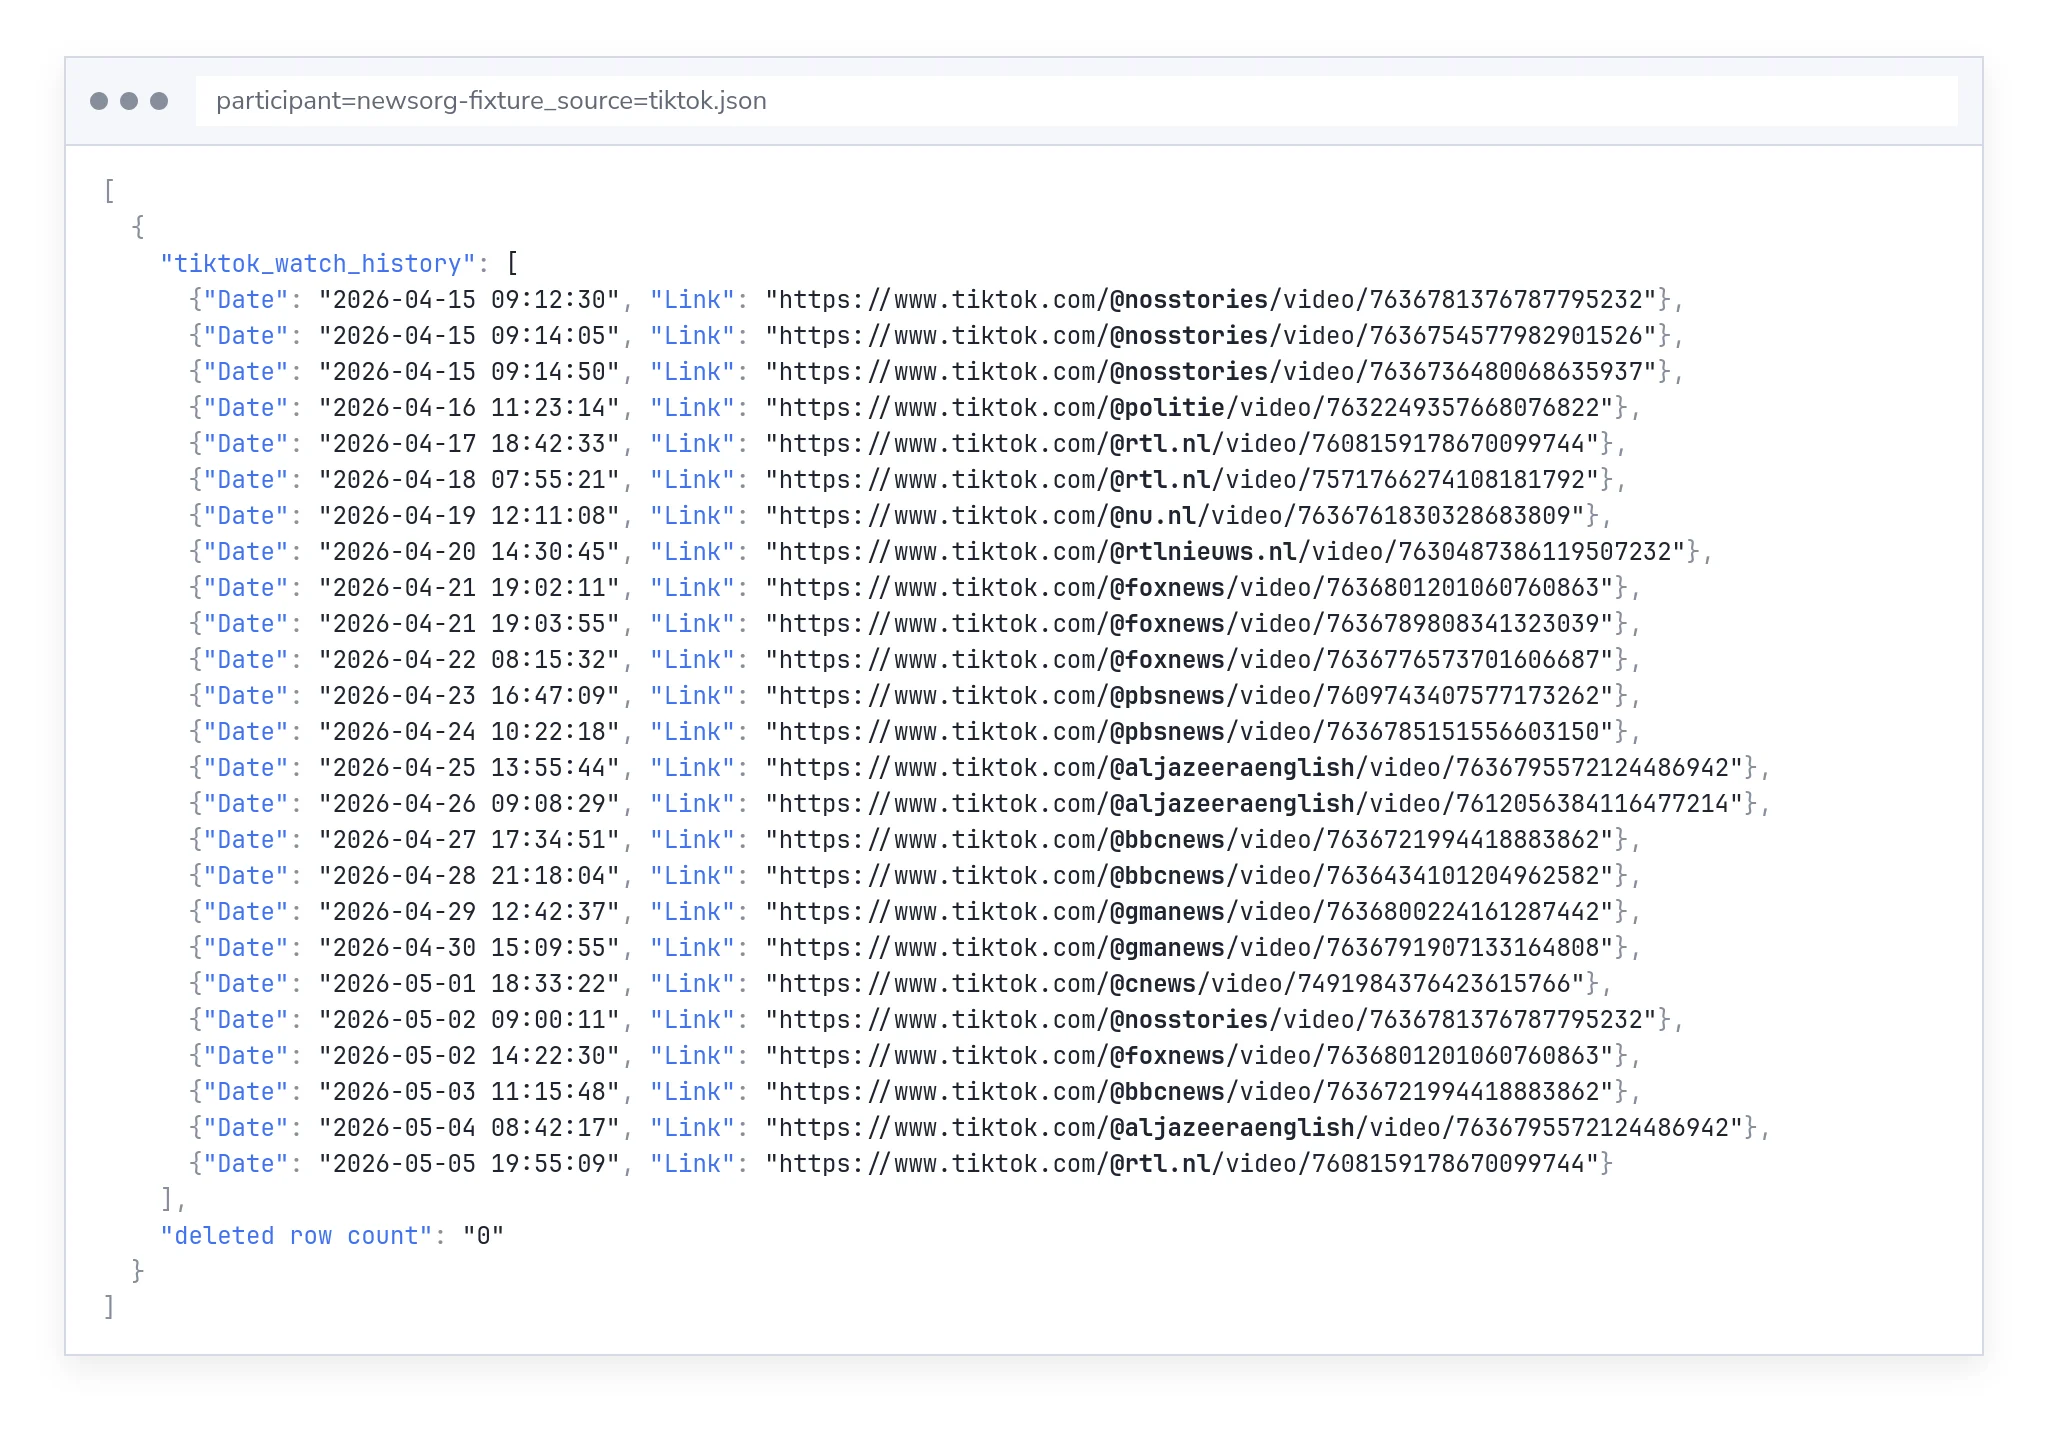 participant=newsorg-fixture_source=tiktok.json
[
{
"tiktok_watch_history": [
{"Date": "2026-04-15 09:12:30", "Link": "https://www.tiktok.com/@nosstories/video/7636781376787795232"},
{"Date": "2026-04-15 09:14:05", "Link": "https://www.tiktok.com/@nosstories/video/7636754577982901526"},
{"Date": "2026-04-15 09:14:50", "Link": "https://www.tiktok.com/@nosstories/video/7636736480068635937"},
{"Date": "2026-04-16 11:23:14", "Link": "https://www.tiktok.com/@politie/video/7632249357668076822"},
{"Date": "2026-04-17 18:42:33", "Link": "https://www.tiktok.com/@rtl.nl/video/7608159178670099744"},
{"Date": "2026-04-18 07:55:21", "Link": "https://www.tiktok.com/@rtl.nl/video/7571766274108181792"},
{"Date": "2026-04-19 12:11:08", "Link": "https://www.tiktok.com/@nu.nl/video/7636761830328683809"},
{"Date": "2026-04-20 14:30:45", "Link": "https://www.tiktok.com/@rtlnieuws.nl/video/7630487386119507232"},
{"Date": "2026-04-21 19:02:11", "Link": "https://www.tiktok.com/@foxnews/video/7636801201060760863"},
{"Date": "2026-04-21 19:03:55", "Link": "https://www.tiktok.com/@foxnews/video/7636789808341323039"},
{"Date": "2026-04-22 08:15:32", "Link": "https://www.tiktok.com/@foxnews/video/7636776573701606687"},
{"Date": "2026-04-23 16:47:09", "Link": "https://www.tiktok.com/@pbsnews/video/7609743407577173262"},
{"Date": "2026-04-24 10:22:18", "Link": "https://www.tiktok.com/@pbsnews/video/7636785151556603150"},
{"Date": "2026-04-25 13:55:44", "Link": "https://www.tiktok.com/@aljazeeraenglish/video/7636795572124486942"},
{"Date": "2026-04-26 09:08:29", "Link": "https://www.tiktok.com/@aljazeeraenglish/video/7612056384116477214"},
{"Date": "2026-04-27 17:34:51", "Link": "https://www.tiktok.com/@bbcnews/video/7636721994418883862"},
{"Date": "2026-04-28 21:18:04", "Link": "https://www.tiktok.com/@bbcnews/video/7636434101204962582"},
{"Date": "2026-04-29 12:42:37", "Link": "https://www.tiktok.com/@gmanews/video/7636800224161287442"},
{"Date": "2026-04-30 15:09:55", "Link": "https://www.tiktok.com/@gmanews/video/7636791907133164808"},
{"Date": "2026-05-01 18:33:22", "Link": "https://www.tiktok.com/@cnews/video/7491984376423615766"},
{"Date": "2026-05-02 09:00:11", "Link": "https://www.tiktok.com/@nosstories/video/7636781376787795232"},
{"Date": "2026-05-02 14:22:30", "Link": "https://www.tiktok.com/@foxnews/video/7636801201060760863"},
{"Date": "2026-05-03 11:15:48", "Link": "https://www.tiktok.com/@bbcnews/video/7636721994418883862"},
{"Date": "2026-05-04 08:42:17", "Link": "https://www.tiktok.com/@aljazeeraenglish/video/7636795572124486942"},
{"Date": "2026-05-05 19:55:09", "Link": "https://www.tiktok.com/@rtl.nl/video/7608159178670099744"}
],
"deleted row count": "0"
}
]